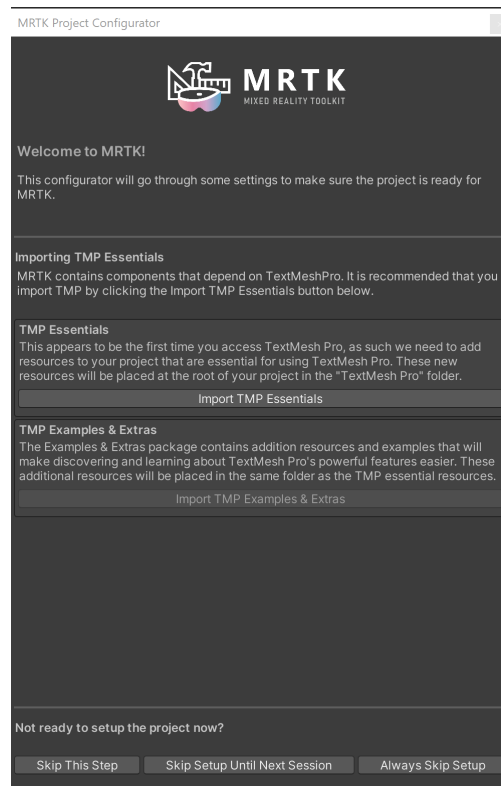 MRTK Project Configurator
MRTK
MIXED REALITY TOOLKIT
Welcome to MRTK!
This configurator will go through some settings to make sure the project is ready for
MRTK.
Importing TMP Essentials
MRTK contains components that depend on TextMeshPro. It is recommended that you
import TMP by clicking the Import TMP Essentials button below.
TMP Essentials
This appears to be the first time you access TextMesh Pro, as such we need to add
resources to your project that are essential for using TextMesh Pro. These new
resources will be placed at the root of your project in the "TextMesh Pro" folder.
Import TMP Essentials
TMP Examples & Extras
The Examples & Extras package contains addition resources and examples that will
make discovering and learning about TextMesh Pro's powerful features easier. These
additional resources will be placed in the same folder as the TMP essential resources.
Import TMP Examples & Extras
Not ready to setup the project now?
Skip This Step
Skip Setup Until Next Session
Always Skip Setup